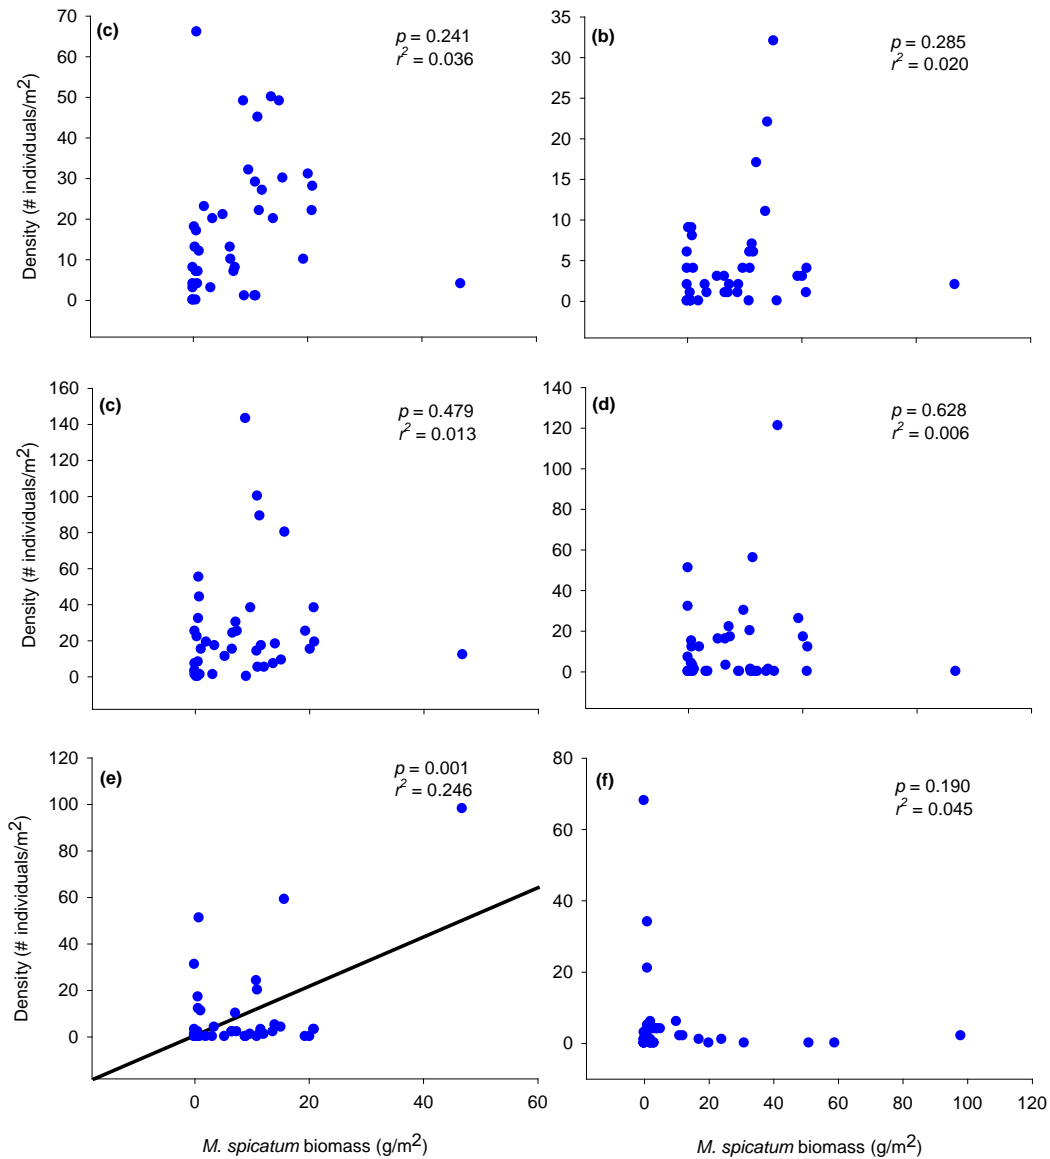 (c)
p = 0.241
r² = 0.036
70
60
50
40
30
20
10
0
Density (# individuals/m²)
(b)
p = 0.285
r² = 0.020
35
30
25
20
15
10
5
0
(c)
p = 0.479
r² = 0.013
160
140
120
100
80
60
40
20
0
Density (# individuals/m²)
(d)
p = 0.628
r² = 0.006
140
120
100
80
60
40
20
0
(e)
p = 0.001
r² = 0.246
120
100
80
60
40
20
0
Density (# individuals/m²)
0 20 40 60
M. spicatum biomass (g/m²)
(f)
p = 0.190
r² = 0.045
80
60
40
20
0
0 20 40 60 80 100 120
M. spicatum biomass (g/m²)